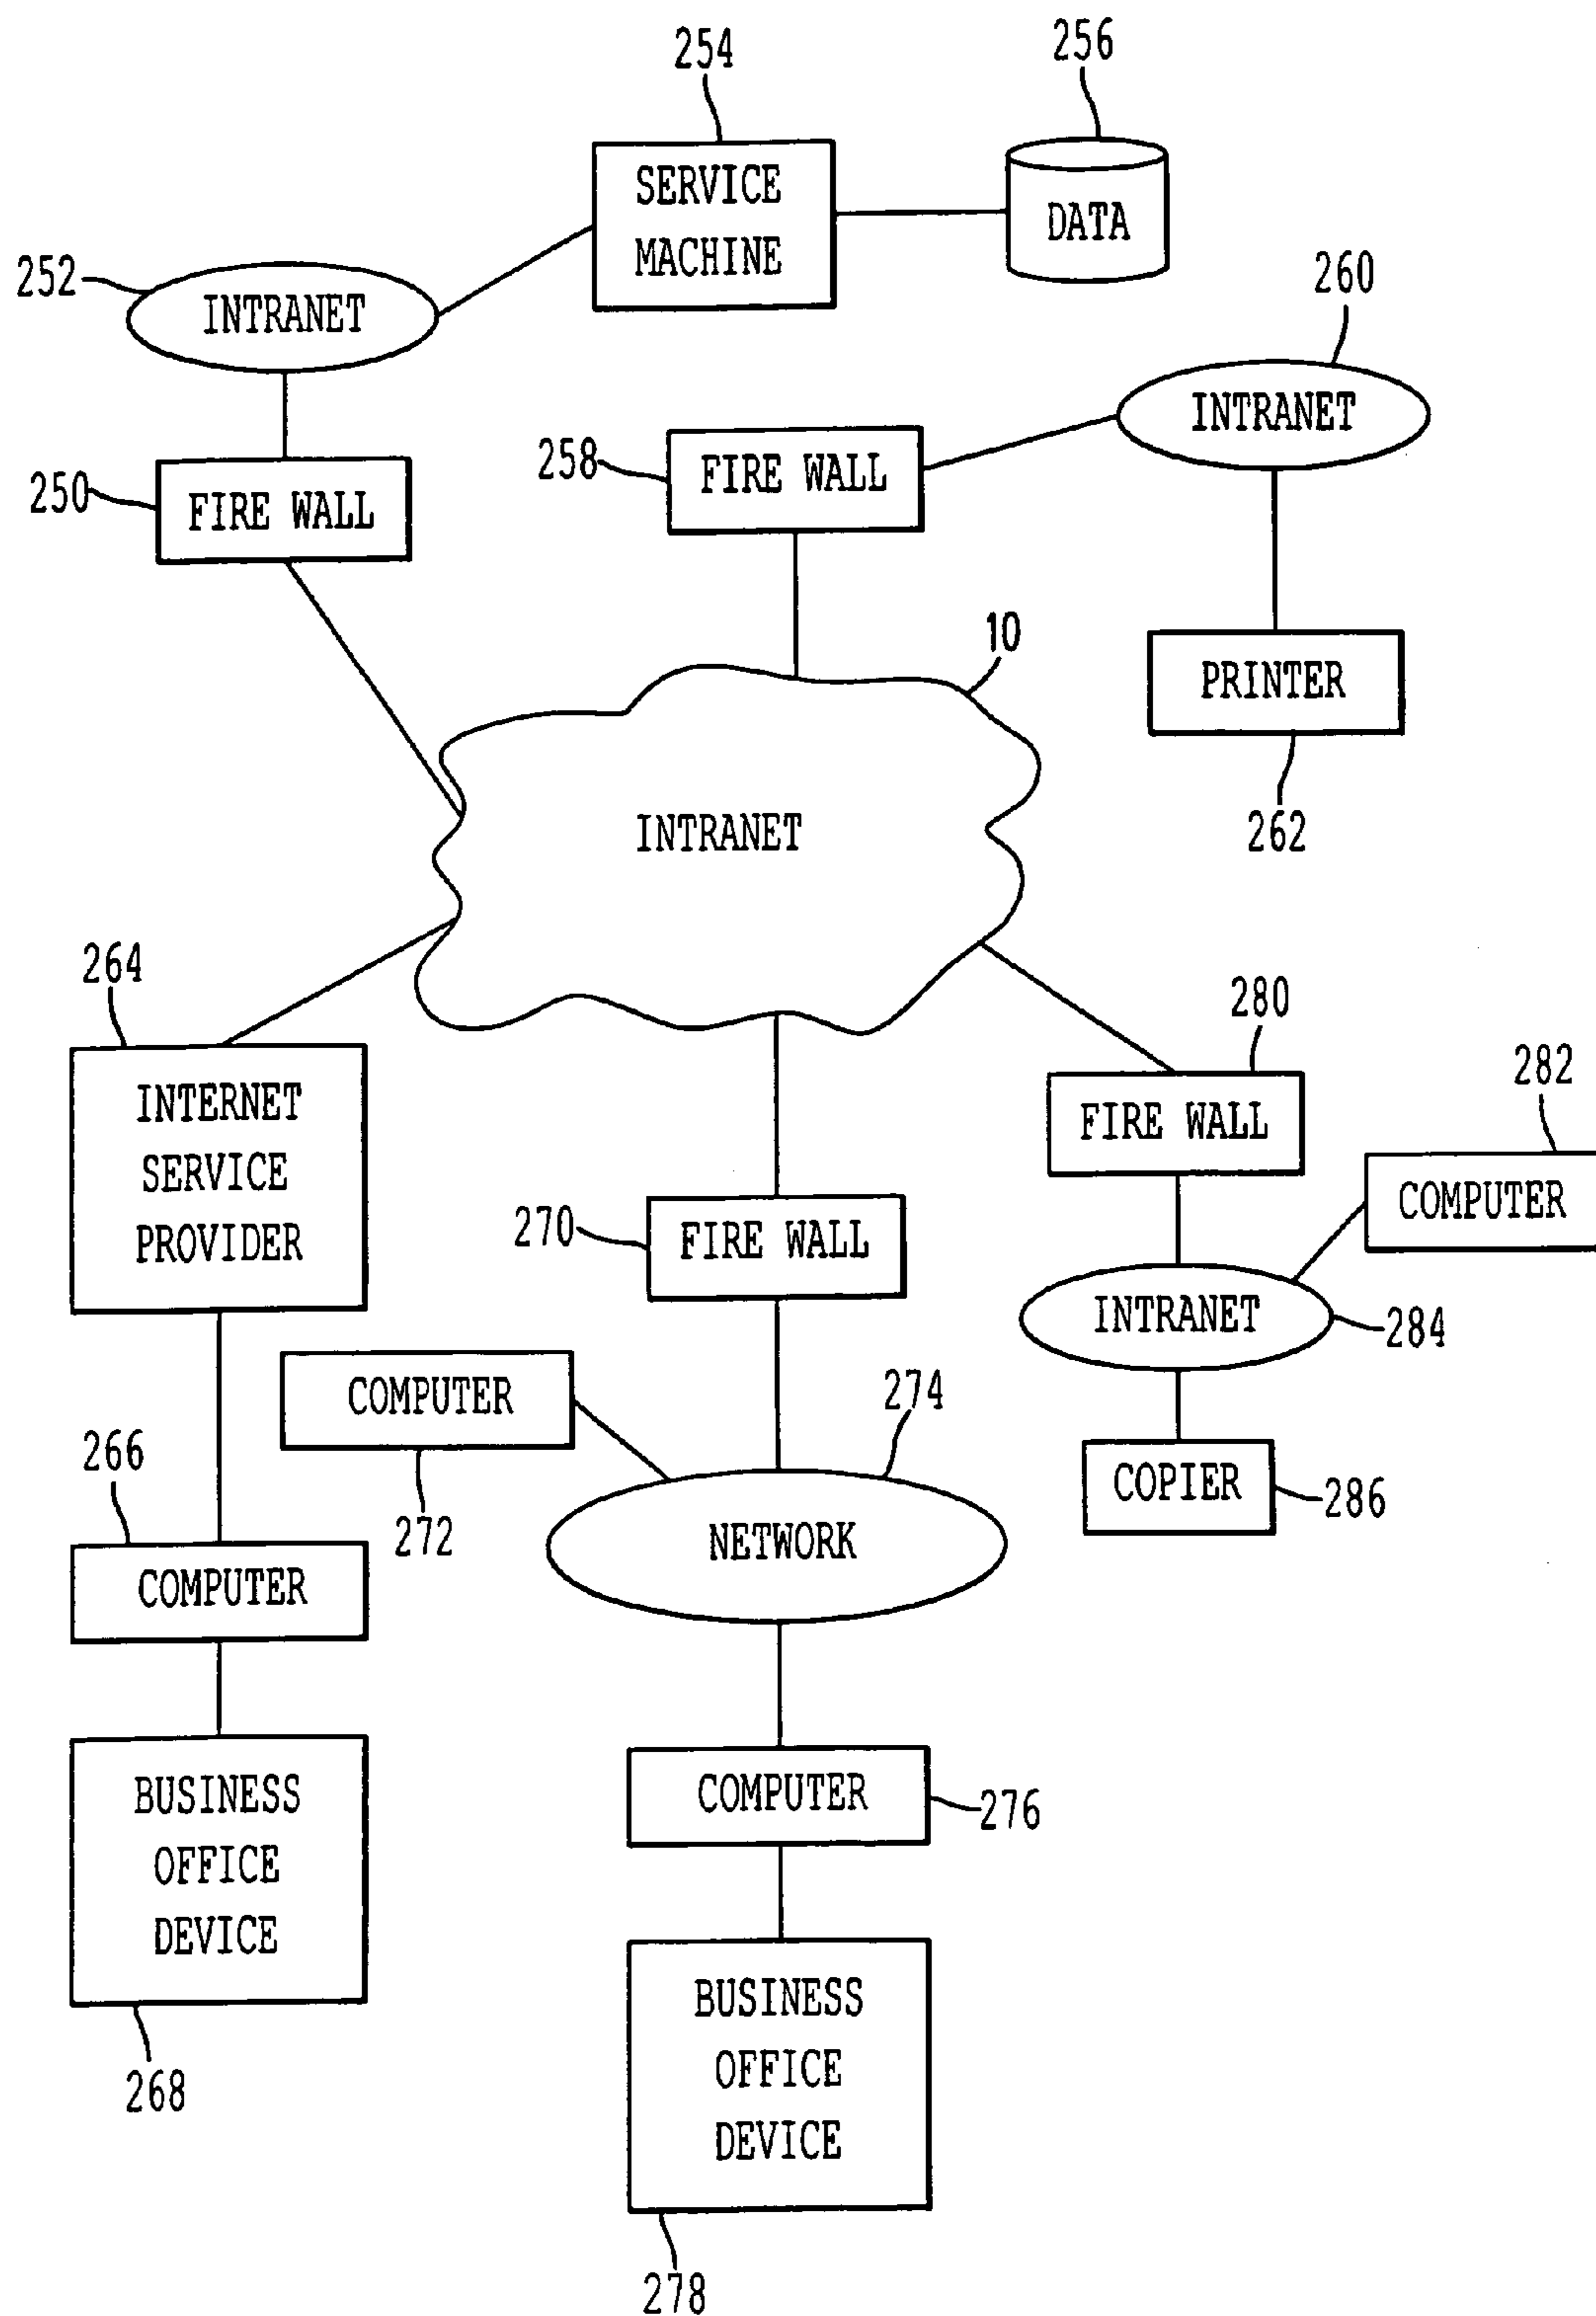 254
256
SERVICE
MACHINE
DATA
252
INTRANET
260
INTRANET
258
FIRE WALL
250
FIRE WALL
10
PRINTER
262
INTRANET
264
280
282
INTERNET
SERVICE
PROVIDER
FIRE WALL
COMPUTER
270
FIRE WALL
INTRANET
284
COMPUTER
274
266
272
COPIER
286
NETWORK
COMPUTER
COMPUTER
276
BUSINESS
OFFICE
DEVICE
268
BUSINESS
OFFICE
DEVICE
278